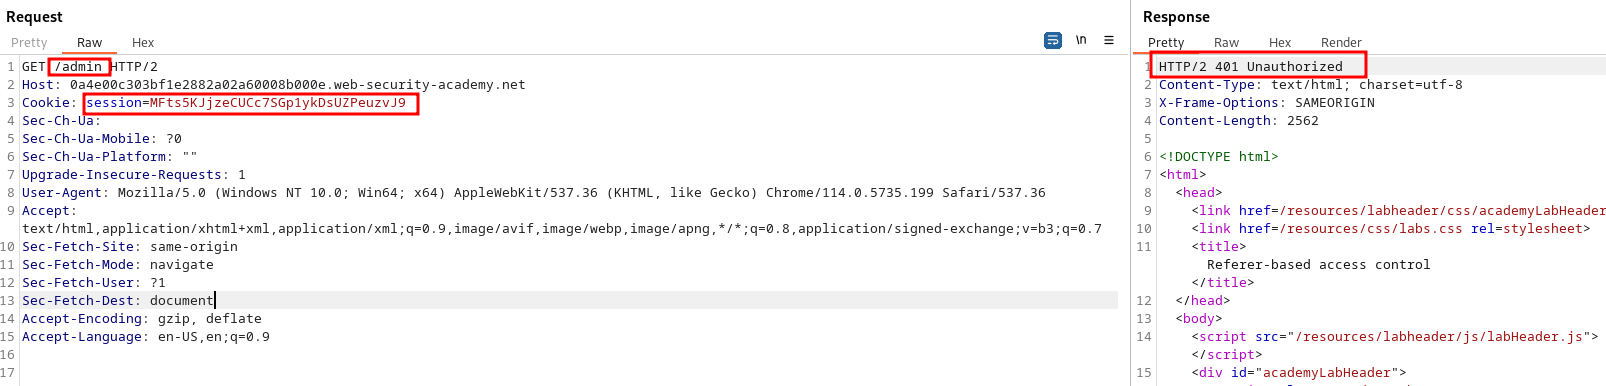 Request
Pretty Raw Hex
\n
1 GET /admin HTTP/2
2 Host: 0a4e00c303bf1e2882a02a60008b000e.web-security-academy.net
3 Cookie: session=MFts5KJjzeCUCc7SGp1ykDsUZPeuzvJ9
4 Sec-Ch-Ua:
5 Sec-Ch-Ua-Mobile: ?0
6 Sec-Ch-Ua-Platform: ""
7 Upgrade-Insecure-Requests: 1
8 User-Agent: Mozilla/5.0 (Windows NT 10.0; Win64; x64) AppleWebKit/537.36 (KHTML, like Gecko) Chrome/114.0.5735.199 Safari/537.36
9 Accept:
text/html,application/xhtml+xml,application/xml;q=0.9,image/avif,image/webp,image/apng,*/*;q=0.8,application/signed-exchange;v=b3;q=0.7
10 Sec-Fetch-Site: same-origin
11 Sec-Fetch-Mode: navigate
12 Sec-Fetch-User: ?1
13 Sec-Fetch-Dest: document
14 Accept-Encoding: gzip, deflate
15 Accept-Language: en-US,en;q=0.9
16
17
Response
Pretty Raw Hex Render
1 HTTP/2 401 Unauthorized
2 Content-Type: text/html; charset=utf-8
3 X-Frame-Options: SAMEORIGIN
4 Content-Length: 2562
5
6 <!DOCTYPE html>
7 <html>
8 <head>
9 <link href=/resources/labheader/css/academyLabHeader
10 <link href=/resources/css/labs.css rel=stylesheet>
11 <title>
Referer-based access control
</title>
12 </head>
13 <body>
14 <script src="/resources/labheader/js/labHeader.js">
</script>
15 <div id="academyLabHeader">